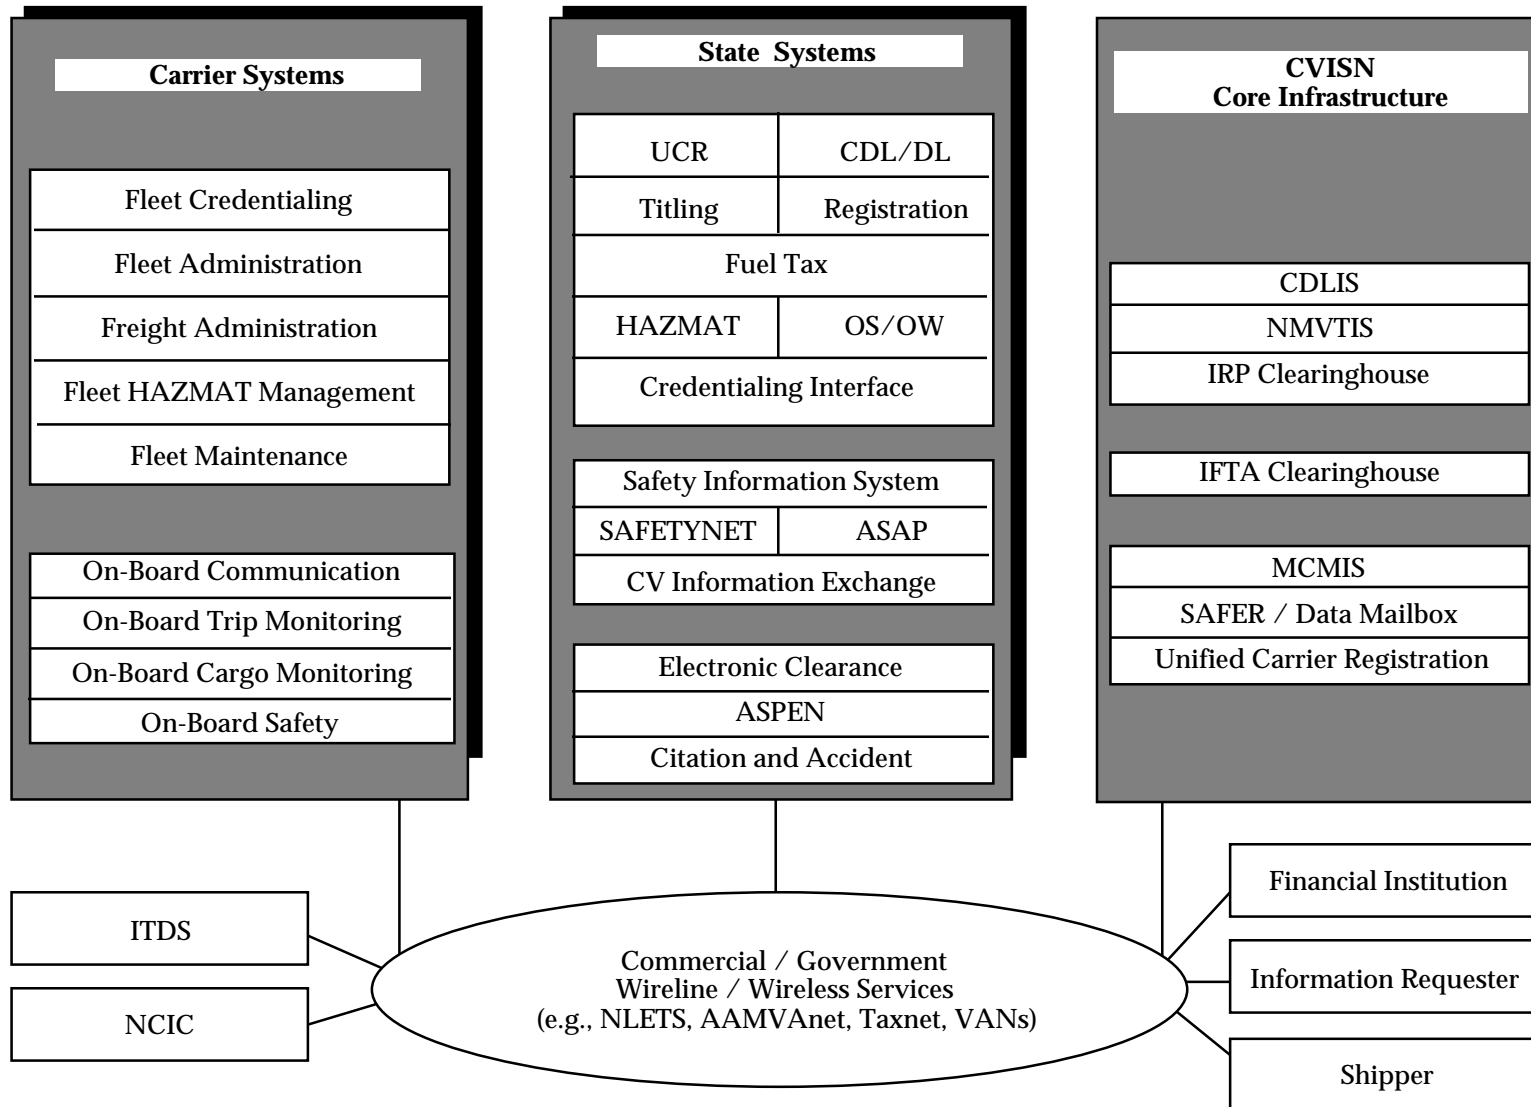 Carrier Systems
Fleet Credentialing
Fleet Administration
Freight Administration
Fleet HAZMAT Management
Fleet Maintenance
On-Board Communication
On-Board Trip Monitoring
On-Board Cargo Monitoring
On-Board Safety
State Systems
UCR
CDL/DL
Titling
Registration
Fuel Tax
HAZMAT
OS/OW
Credentialing Interface
Safety Information System
SAFETYNET
ASAP
CV Information Exchange
Electronic Clearance
ASPEN
Citation and Accident
CVISN
Core Infrastructure
CDLIS
NMVTIS
IRP Clearinghouse
IFTA Clearinghouse
MCMIS
SAFER / Data Mailbox
Unified Carrier Registration
ITDS
NCIC
Commercial / Government
Wireline / Wireless Services
(e.g., NLETS, AAMVAnet, Taxnet, VANs)
Financial Institution
Information Requester
Shipper